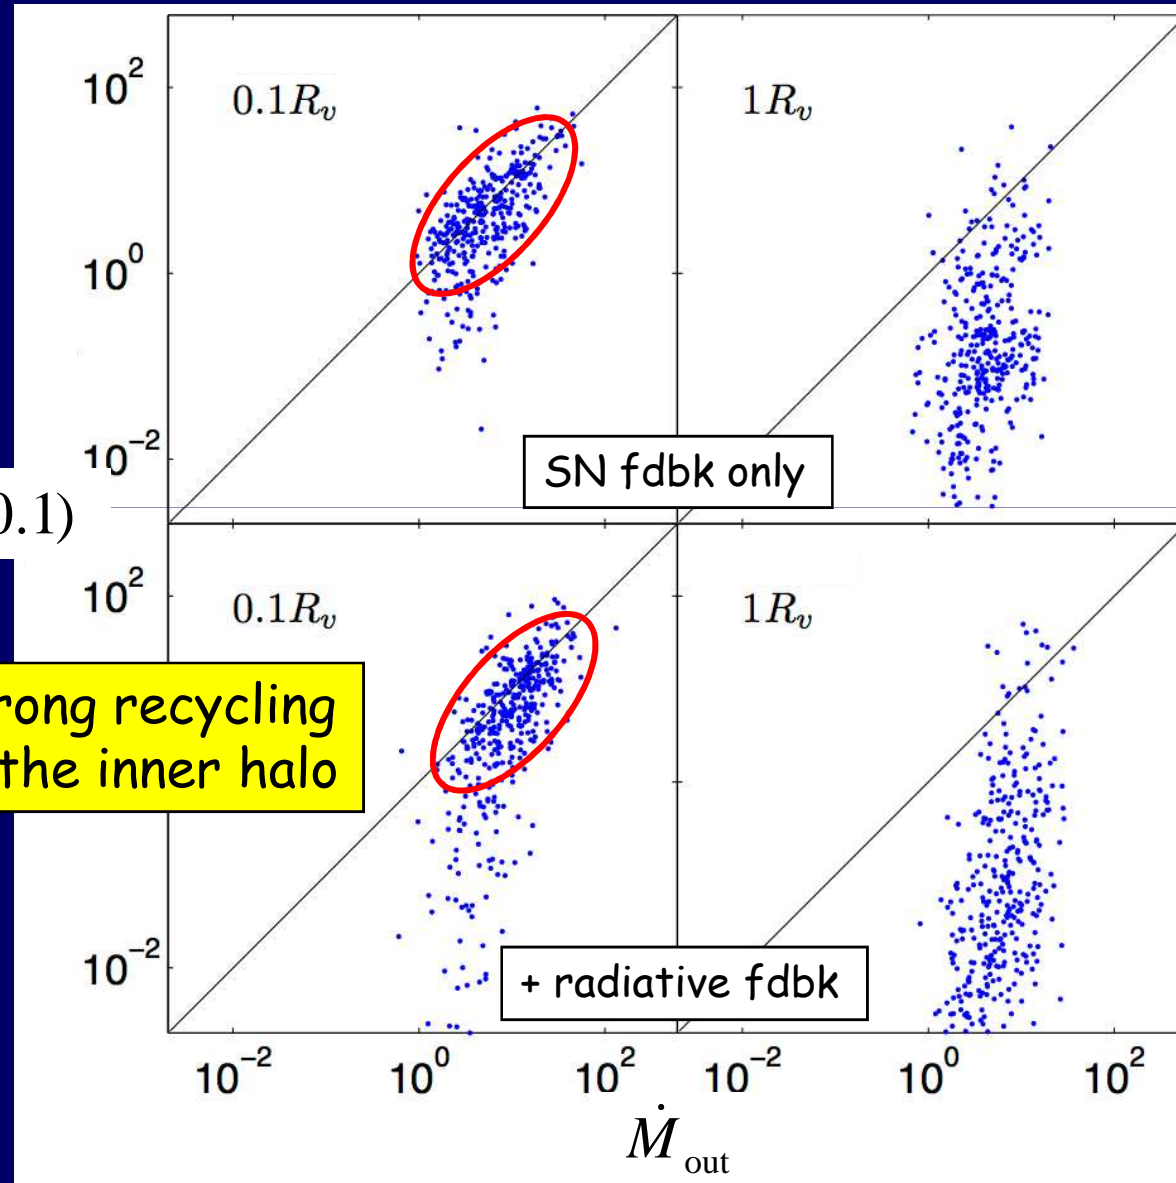 10^2
0.1R_v
1R_v
10^0
10^-2
SN fdbk only
0.1)
10^2
0.1R_v
1R_v
recycling
the inner halo
10^-2
+ radiative fdbk
10^-2 10^0 10^2 10^-2 10^0 10^2
Ṁ_out